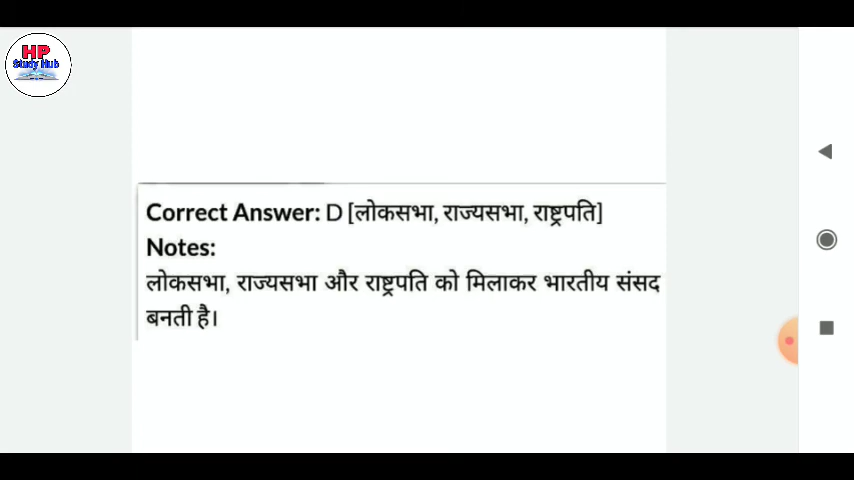 HP
Study Hub
Correct Answer: D [लोकसभा, राज्यसभा, राष्ट्रपति]
Notes:
लोकसभा, राज्यसभा और राष्ट्रपति को मिलाकर भारतीय संसद
बनती है।